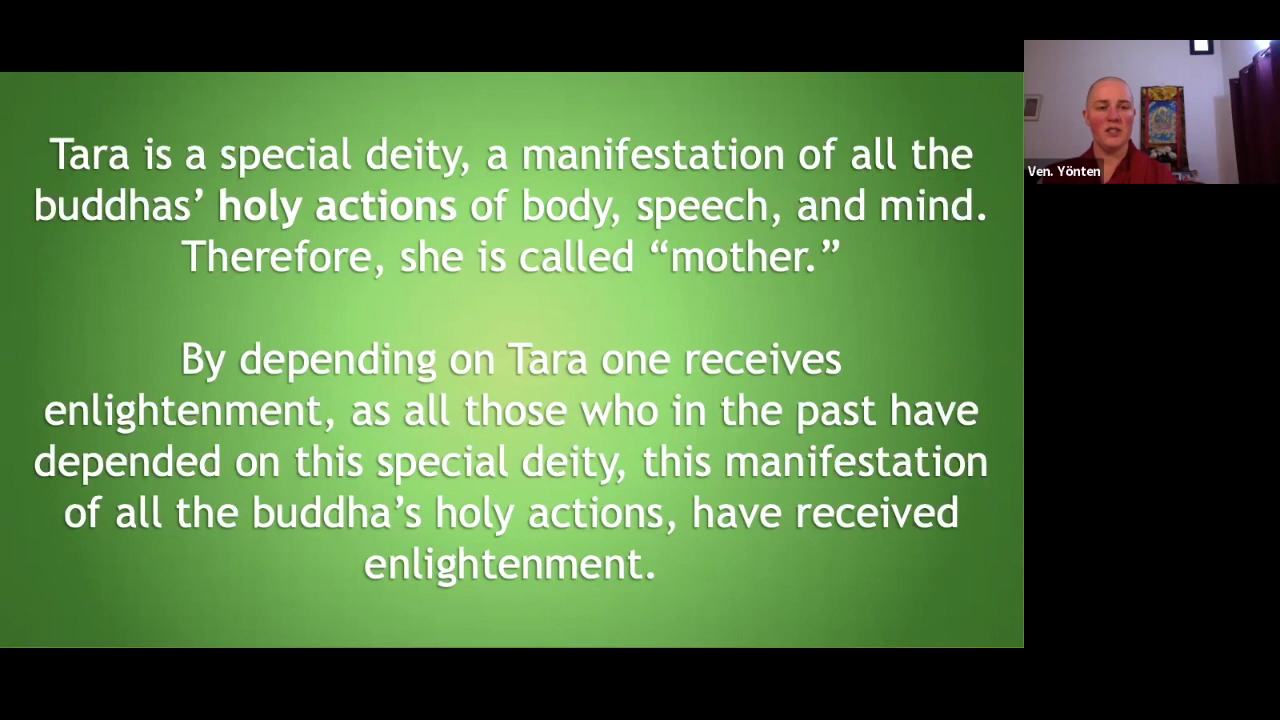 Tara is a special deity, a manifestation of all the
buddhas’ holy actions of body, speech, and mind.
Therefore, she is called “mother.”
By depending on Tara one receives
enlightenment, as all those who in the past have
depended on this special deity, this manifestation
of all the buddha’s holy actions, have received
enlightenment.
Ven. Yönten